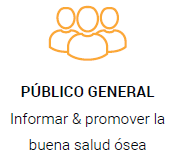 PÚBLICO GENERAL
Informar & promover la
buena salud ósea